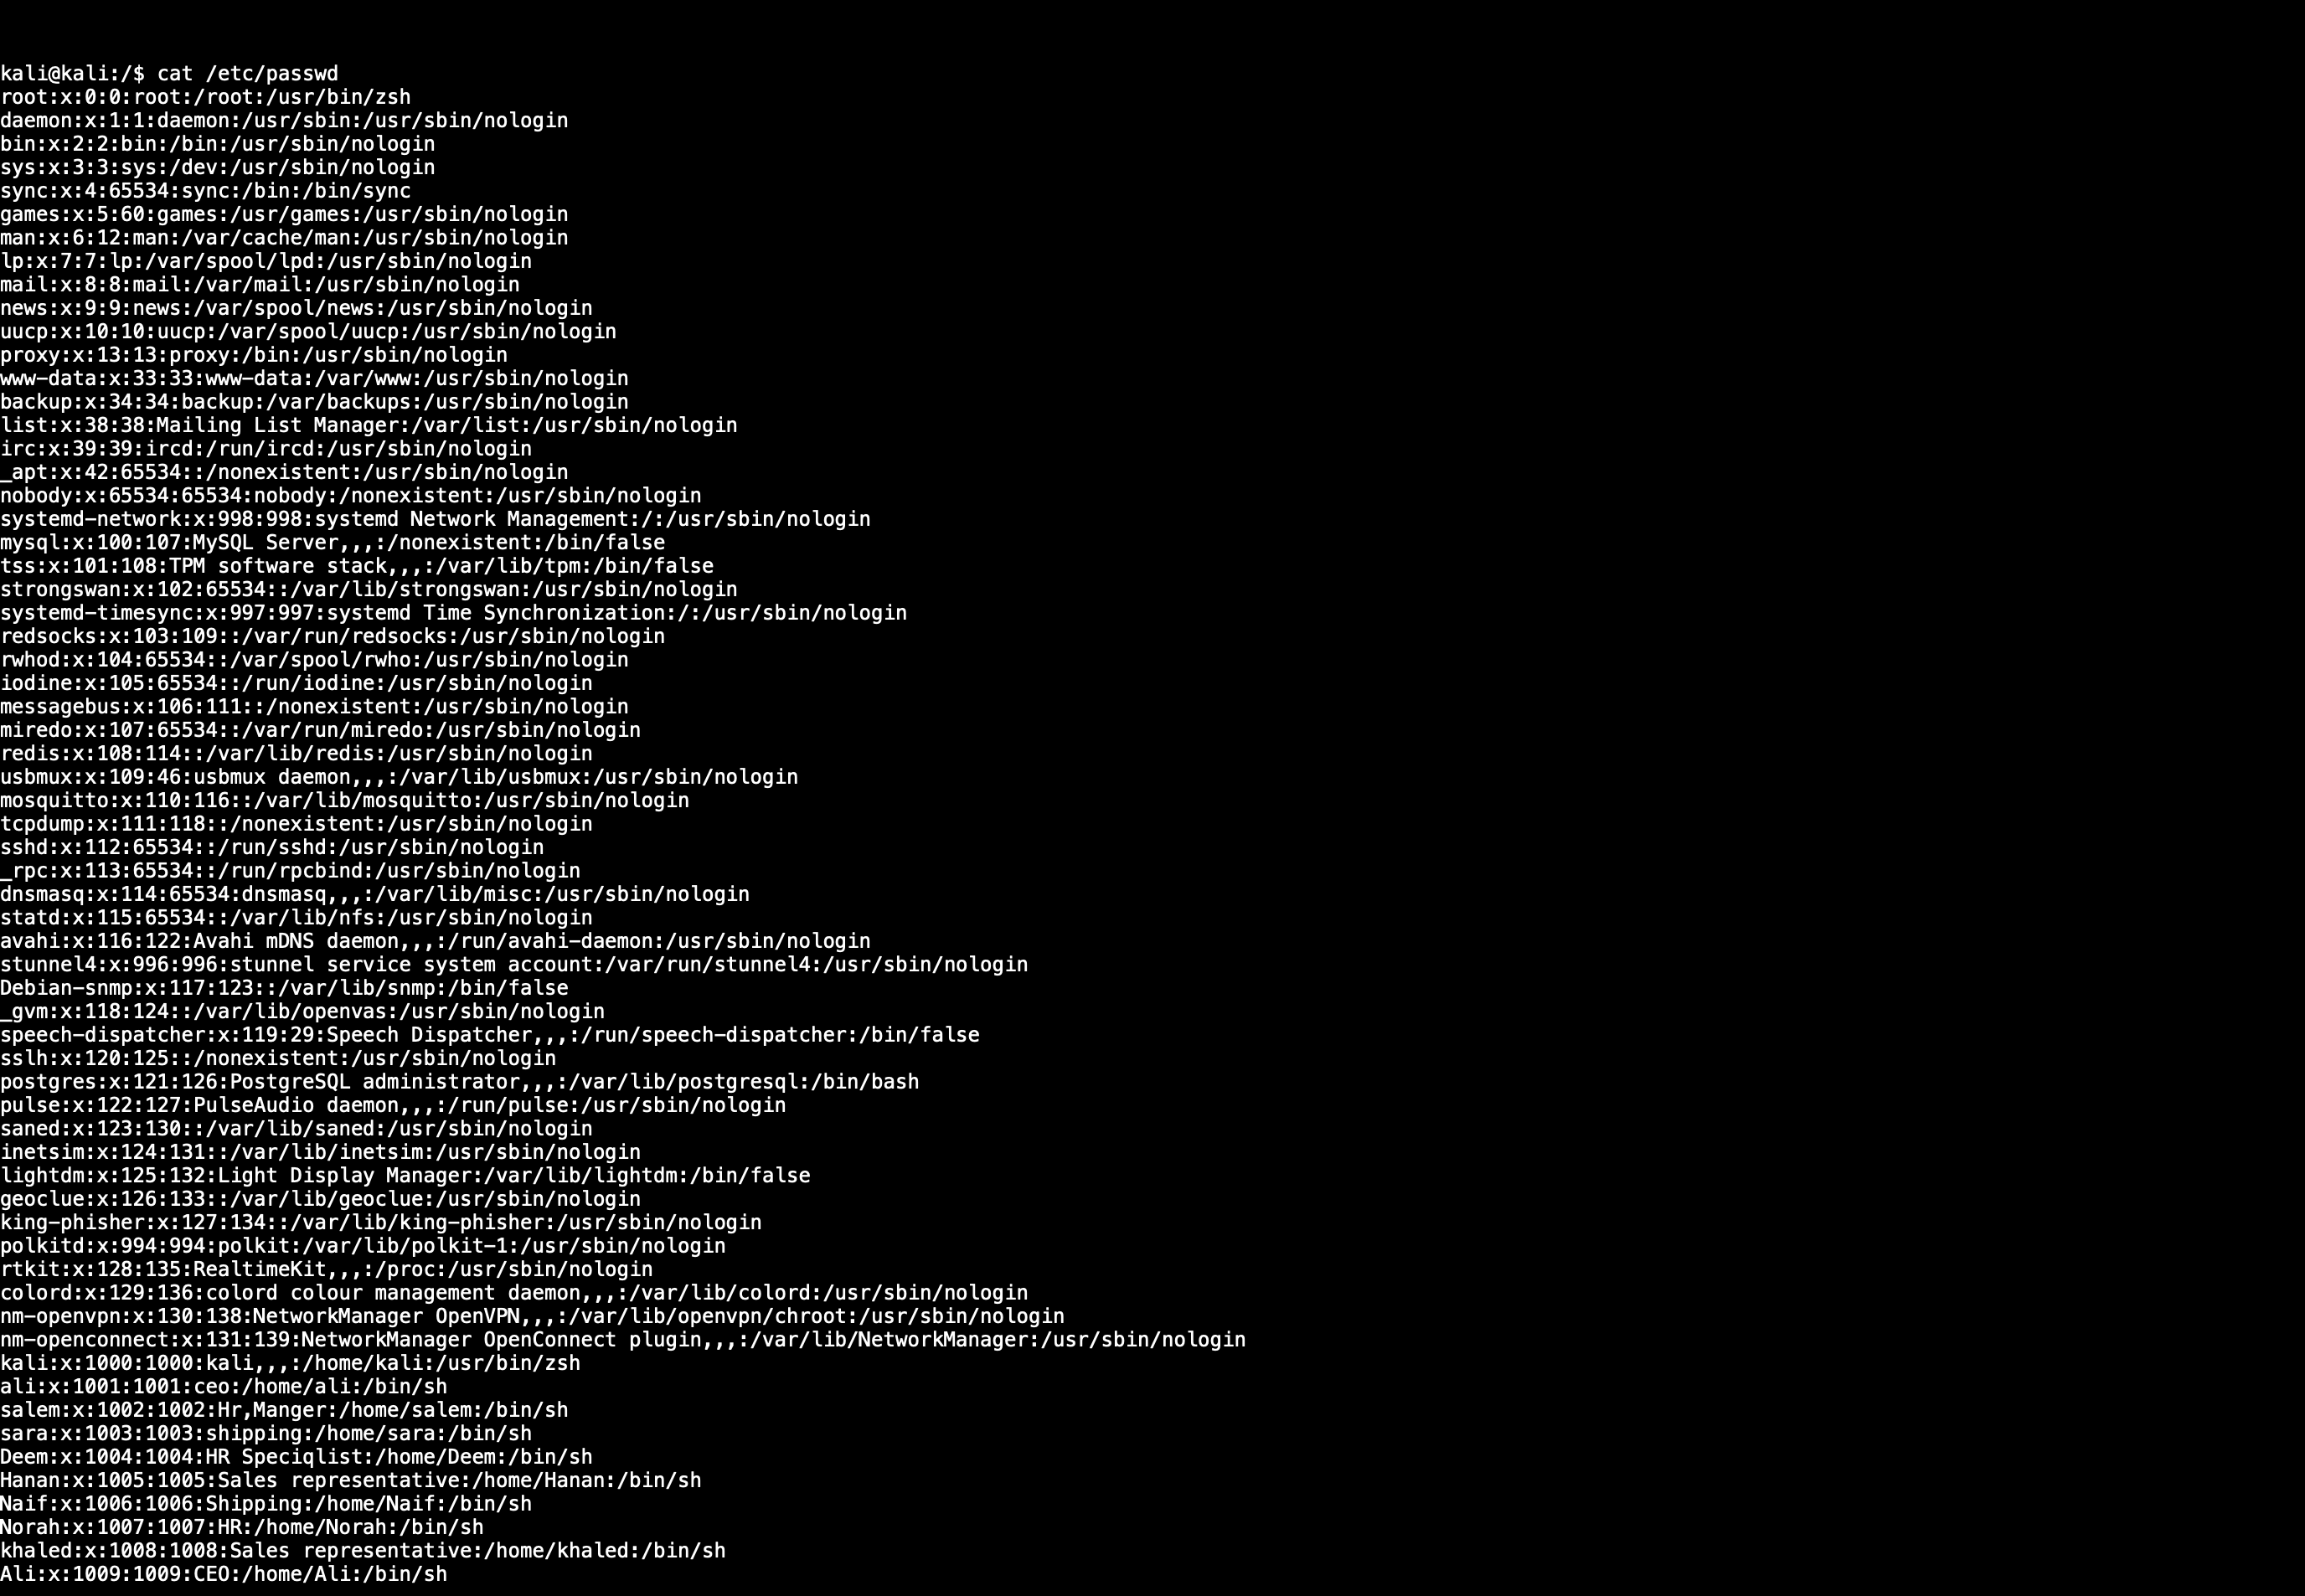 kali@kali:/$ cat /etc/passwd
root:x:0:0:root:/root:/usr/bin/zsh
daemon:x:1:1:daemon:/usr/sbin:/usr/sbin/nologin
bin:x:2:2:bin:/bin:/usr/sbin/nologin
sys:x:3:3:sys:/dev:/usr/sbin/nologin
sync:x:4:65534:sync:/bin:/bin/sync
games:x:5:60:games:/usr/games:/usr/sbin/nologin
man:x:6:12:man:/var/cache/man:/usr/sbin/nologin
lp:x:7:7:lp:/var/spool/lpd:/usr/sbin/nologin
mail:x:8:8:mail:/var/mail:/usr/sbin/nologin
news:x:9:9:news:/var/spool/news:/usr/sbin/nologin
uucp:x:10:10:uucp:/var/spool/uucp:/usr/sbin/nologin
proxy:x:13:13:proxy:/bin:/usr/sbin/nologin
www-data:x:33:33:www-data:/var/www:/usr/sbin/nologin
backup:x:34:34:backup:/var/backups:/usr/sbin/nologin
list:x:38:38:Mailing List Manager:/var/list:/usr/sbin/nologin
irc:x:39:39:ircd:/run/ircd:/usr/sbin/nologin
_apt:x:42:65534::/nonexistent:/usr/sbin/nologin
nobody:x:65534:65534:nobody:/nonexistent:/usr/sbin/nologin
systemd-network:x:998:998:systemd Network Management:/:/usr/sbin/nologin
mysql:x:100:107:MySQL Server,,,:/nonexistent:/bin/false
tss:x:101:108:TPM software stack,,,:/var/lib/tpm:/bin/false
strongswan:x:102:65534::/var/lib/strongswan:/usr/sbin/nologin
systemd-timesync:x:997:997:systemd Time Synchronization:/:/usr/sbin/nologin
redsocks:x:103:109::/var/run/redsocks:/usr/sbin/nologin
rwhod:x:104:65534::/var/spool/rwho:/usr/sbin/nologin
iodine:x:105:65534::/run/iodine:/usr/sbin/nologin
messagebus:x:106:111::/nonexistent:/usr/sbin/nologin
miredo:x:107:65534::/var/run/miredo:/usr/sbin/nologin
redis:x:108:114::/var/lib/redis:/usr/sbin/nologin
usbmux:x:109:46:usbmux daemon,,,:/var/lib/usbmux:/usr/sbin/nologin
mosquitto:x:110:116::/var/lib/mosquitto:/usr/sbin/nologin
tcpdump:x:111:118::/nonexistent:/usr/sbin/nologin
sshd:x:112:65534::/run/sshd:/usr/sbin/nologin
_rpc:x:113:65534::/run/rpcbind:/usr/sbin/nologin
dnsmasq:x:114:65534:dnsmasq,,,:/var/lib/misc:/usr/sbin/nologin
statd:x:115:65534::/var/lib/nfs:/usr/sbin/nologin
avahi:x:116:122:Avahi mDNS daemon,,,:/run/avahi-daemon:/usr/sbin/nologin
stunnel4:x:996:996:stunnel service system account:/var/run/stunnel4:/usr/sbin/nologin
Debian-snmp:x:117:123::/var/lib/snmp:/bin/false
_gvm:x:118:124::/var/lib/openvas:/usr/sbin/nologin
speech-dispatcher:x:119:29:Speech Dispatcher,,,:/run/speech-dispatcher:/bin/false
sslh:x:120:125::/nonexistent:/usr/sbin/nologin
postgres:x:121:126:PostgreSQL administrator,,,:/var/lib/postgresql:/bin/bash
pulse:x:122:127:PulseAudio daemon,,,:/run/pulse:/usr/sbin/nologin
saned:x:123:130::/var/lib/saned:/usr/sbin/nologin
inetsim:x:124:131::/var/lib/inetsim:/usr/sbin/nologin
lightdm:x:125:132:Light Display Manager:/var/lib/lightdm:/bin/false
geoclue:x:126:133::/var/lib/geoclue:/usr/sbin/nologin
king-phisher:x:127:134::/var/lib/king-phisher:/usr/sbin/nologin
polkitd:x:994:994:polkit:/var/lib/polkit-1:/usr/sbin/nologin
rtkit:x:128:135:RealtimeKit,,,:/proc:/usr/sbin/nologin
colord:x:129:136:colord colour management daemon,,,:/var/lib/colord:/usr/sbin/nologin
nm-openvpn:x:130:138:NetworkManager OpenVPN,,,:/var/lib/openvpn/chroot:/usr/sbin/nologin
nm-openconnect:x:131:139:NetworkManager OpenConnect plugin,,,:/var/lib/NetworkManager:/usr/sbin/nologin
kali:x:1000:1000:kali,,,:/home/kali:/usr/bin/zsh
ali:x:1001:1001:ceo:/home/ali:/bin/sh
salem:x:1002:1002:Hr,Manger:/home/salem:/bin/sh
sara:x:1003:1003:shipping:/home/sara:/bin/sh
Deem:x:1004:1004:HR Speciqlist:/home/Deem:/bin/sh
Hanan:x:1005:1005:Sales representative:/home/Hanan:/bin/sh
Naif:x:1006:1006:Shipping:/home/Naif:/bin/sh
Norah:x:1007:1007:HR:/home/Norah:/bin/sh
khaled:x:1008:1008:Sales representative:/home/khaled:/bin/sh
Ali:x:1009:1009:CEO:/home/Ali:/bin/sh